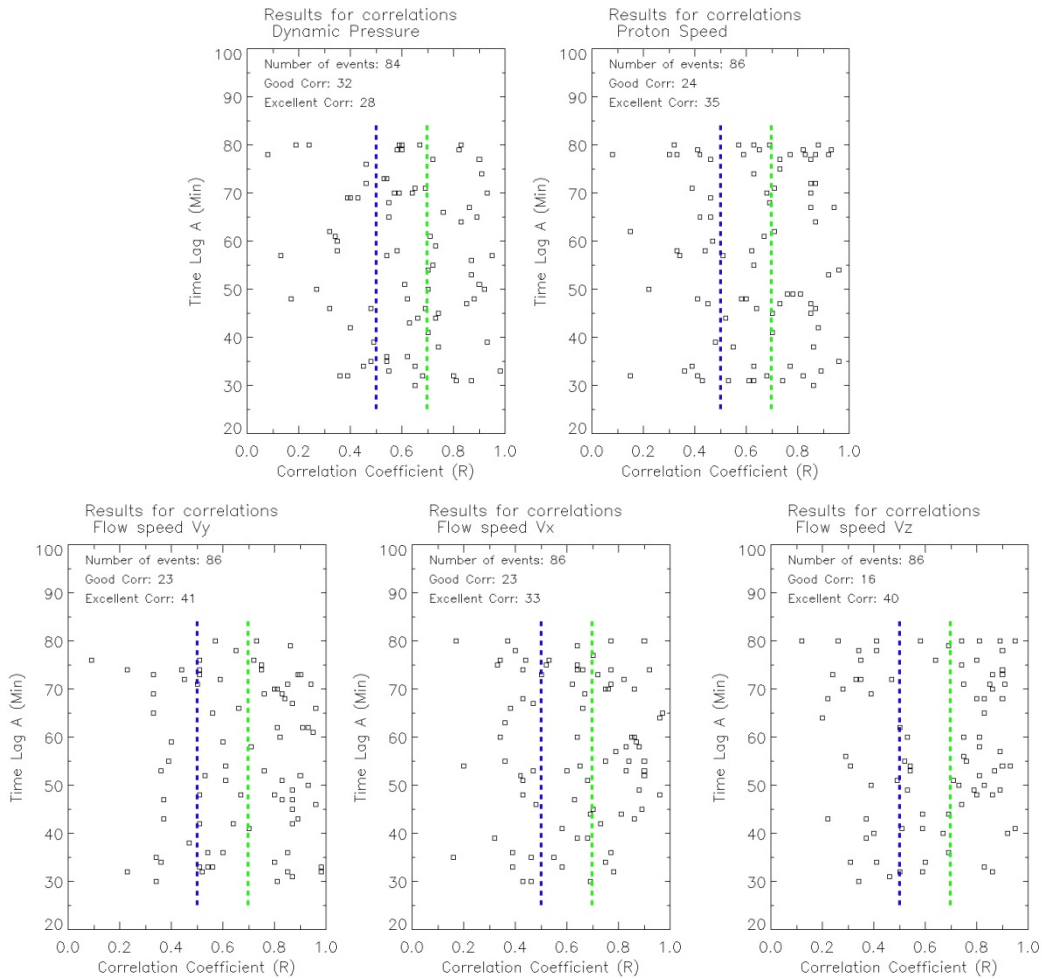 Results for correlations
Dynamic Pressure
Number of events: 84
Good Corr: 32
Excellent Corr: 28
100
90
80
70
60
50
40
30
20
Time Lag A (Min)
0.0 0.2 0.4 0.6 0.8 1.0
Correlation Coefficient (R)
Results for correlations
Proton Speed
Number of events: 86
Good Corr: 24
Excellent Corr: 35
100
90
80
70
60
50
40
30
20
Time Lag A (Min)
0.0 0.2 0.4 0.6 0.8 1.0
Correlation Coefficient (R)
Results for correlations
Flow speed Vy
Number of events: 86
Good Corr: 23
Excellent Corr: 41
100
90
80
70
60
50
40
30
20
Time Lag A (Min)
0.0 0.2 0.4 0.6 0.8 1.0
Correlation Coefficient (R)
Results for correlations
Flow speed Vx
Number of events: 86
Good Corr: 23
Excellent Corr: 33
100
90
80
70
60
50
40
30
20
Time Lag A (Min)
0.0 0.2 0.4 0.6 0.8 1.0
Correlation Coefficient (R)
Results for correlations
Flow speed Vz
Number of events: 86
Good Corr: 16
Excellent Corr: 40
100
90
80
70
60
50
40
30
20
Time Lag A (Min)
0.0 0.2 0.4 0.6 0.8 1.0
Correlation Coefficient (R)